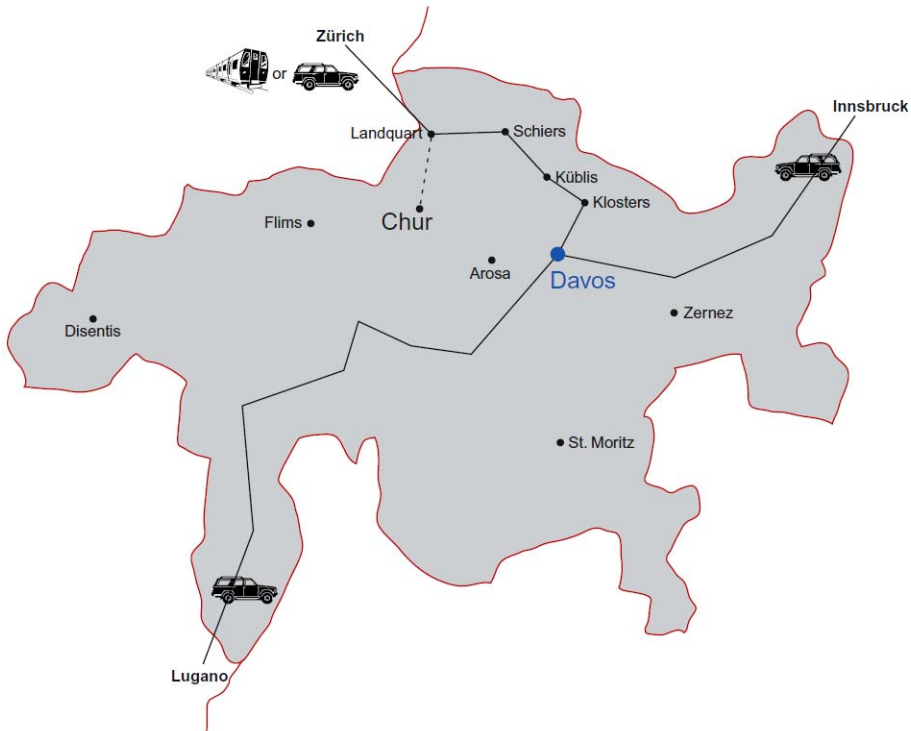 Zürich
or
Innsbruck
Landquart
Schiers
Küblis
Klosters
Flims
Chur
Arosa
Davos
Zernez
Disentis
St. Moritz
Lugano